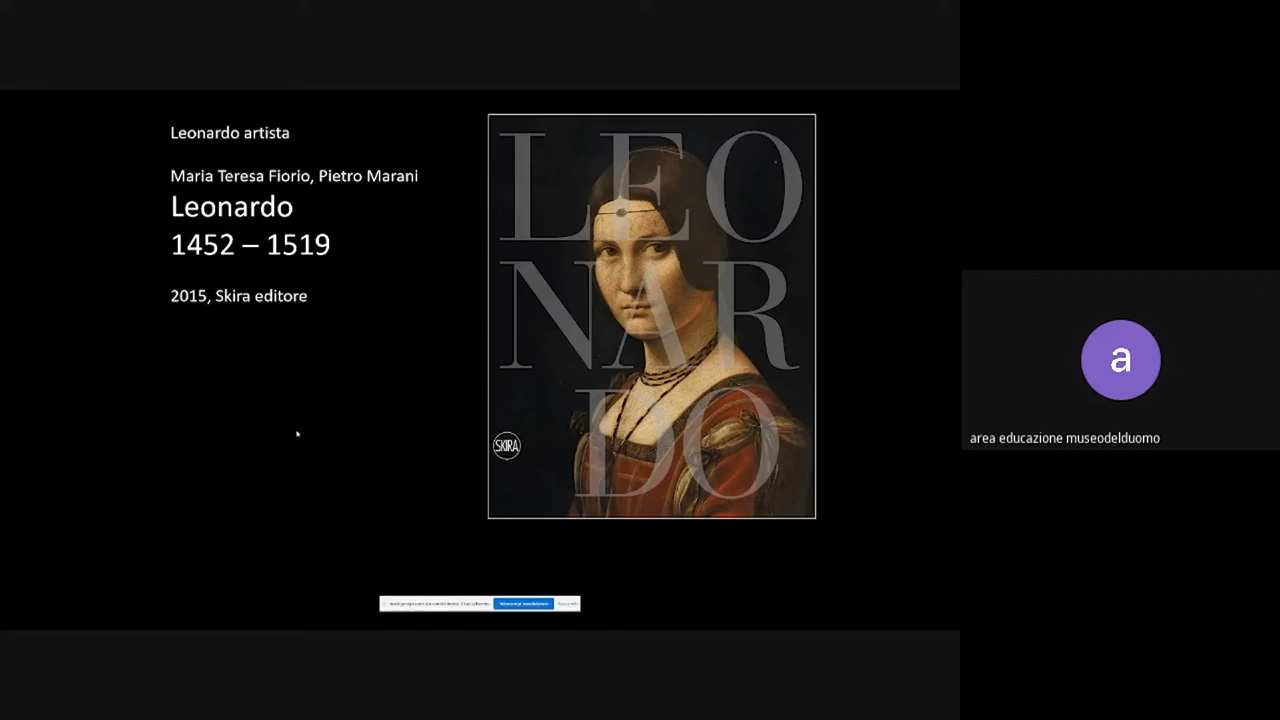 Leonardo artista
Maria Teresa Fiorio, Pietro Marani
Leonardo
1452 – 1519
2015, Skira editore
LEO
NAR
DO
SKIRA
a
area educazione museodelduomo